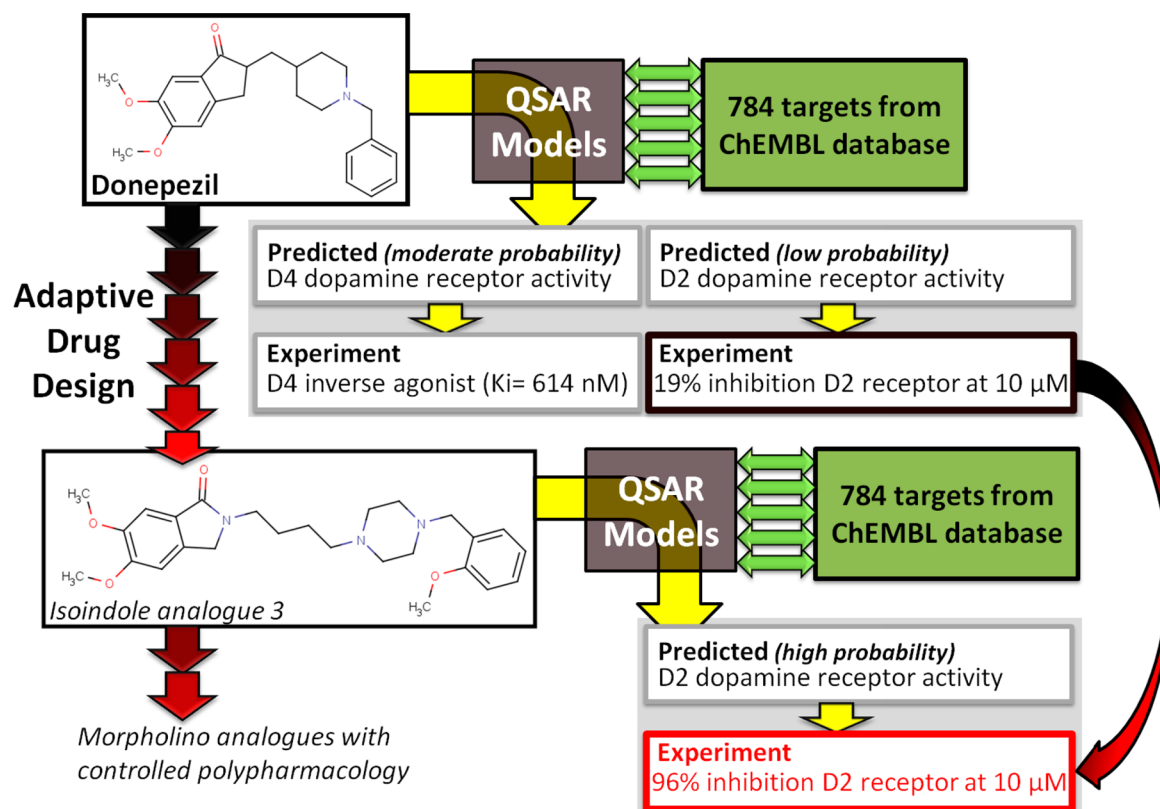 O
H₃C
O
N
H₃C
O
Donepezil
QSAR
Models
784 targets from
ChEMBL database
Predicted (moderate probability)
D4 dopamine receptor activity
Predicted (low probability)
D2 dopamine receptor activity
Adaptive
Drug
Design
Experiment
D4 inverse agonist (Ki= 614 nM)
Experiment
19% inhibition D2 receptor at 10 µM
O
H₃C
O
N
N
N
H₃C
O
O
CH₃
Isoindole analogue 3
QSAR
Models
784 targets from
ChEMBL database
Predicted (high probability)
D2 dopamine receptor activity
Morpholino analogues with
controlled polypharmacology
Experiment
96% inhibition D2 receptor at 10 µM